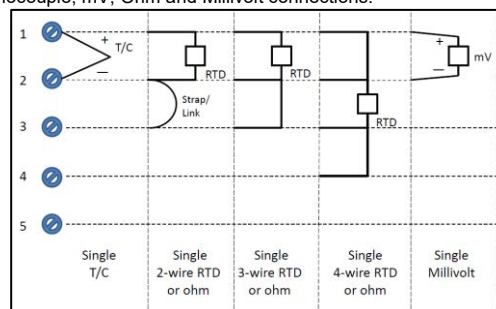 mocouple, mV, Ohm and Millivolt connections.
1
+
T/C
—
2
3
4
5
RTD
Strap/
Link
RTD
RTD
+
—
mV
Single
T/C
Single
2-wire RTD
or ohm
Single
3-wire RTD
or ohm
Single
4-wire RTD
or ohm
Single
Millivolt